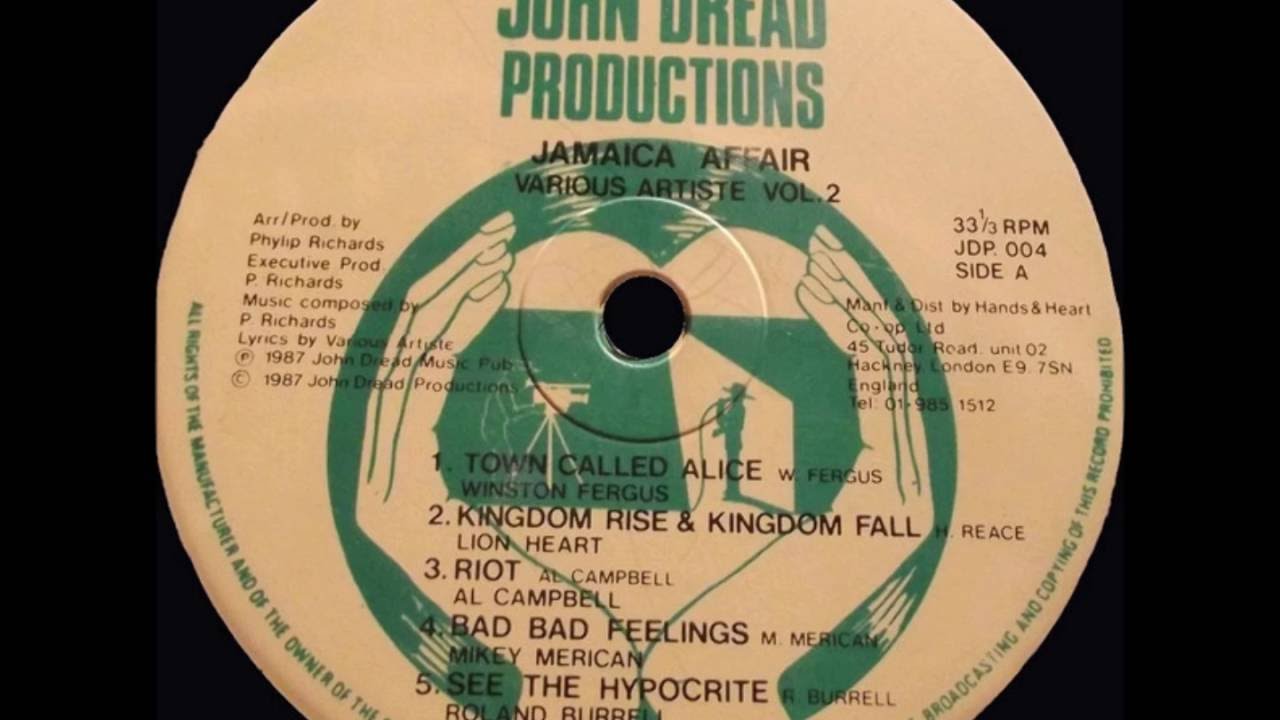 JOHN DREAD
PRODUCTIONS
JAMAICA AFFAIR
VARIOUS ARTISTE VOL.2
Arr/Prod. by
Phylip Richards
Executive Prod.
P. Richards
Music composed by
P. Richards
Lyrics by Various Artiste
℗ 1987 John Dread Music Pub
© 1987 John Dread Productions
33⅓ RPM
JDP. 004
SIDE A
Manf & Dist by Hands & Heart
Co-op Ltd
45 Tudor Road. unit 02
Hackney, London E9. 7SN
England
Tel: 01-985 1512
1. TOWN CALLED ALICE W. FERGUS
WINSTON FERGUS
2. KINGDOM RISE & KINGDOM FALL H. REACE
LION HEART
3. RIOT AL CAMPBELL
AL CAMPBELL
4. BAD BAD FEELINGS M. MERICAN
MIKEY MERICAN
5. SEE THE HYPOCRITE R. BURRELL
ROLAND BURRELL
ALL RIGHTS OF THE MANUFACTURER AND OF THE OWNER OF THE
BROADCASTING AND COPYING OF THIS RECORD PROHIBITED